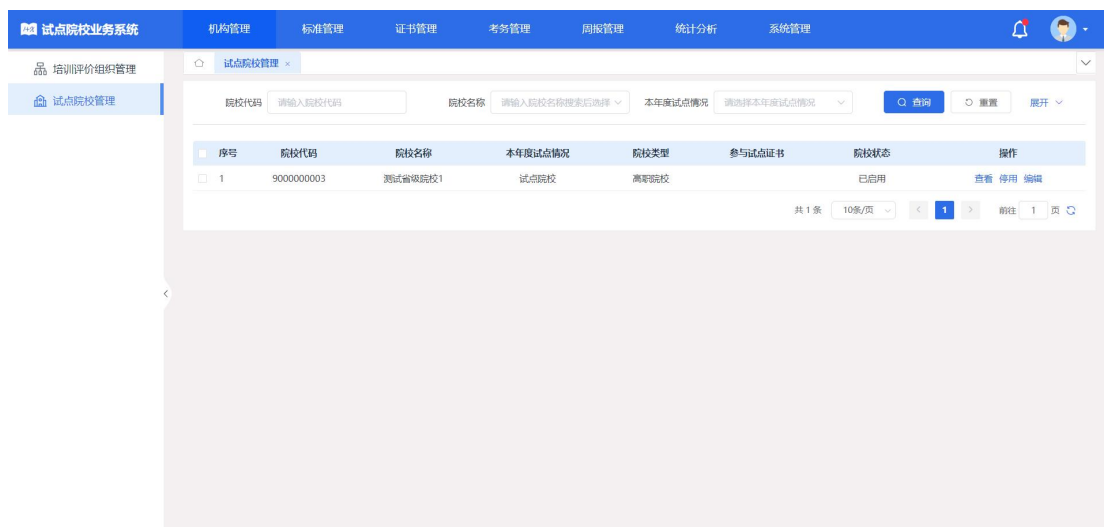 试点院校业务系统 机构管理 标准管理 证书管理 考务管理 周报管理 统计分析 系统管理
培训评价组织管理 试点院校管理 ×
试点院校管理 院校代码 请输入院校代码 院校名称 请输入院校名称搜索后选择 本年度试点情况 请选择本年度试点情况 查询 重置 展开
序号 院校代码 院校名称 本年度试点情况 院校类型 参与试点证书 院校状态 操作
1 9000000003 测试省级院校1 试点院校 高职院校 已启用 查看 停用 编辑
共 1 条 10条/页 < 1 > 前往 1 页